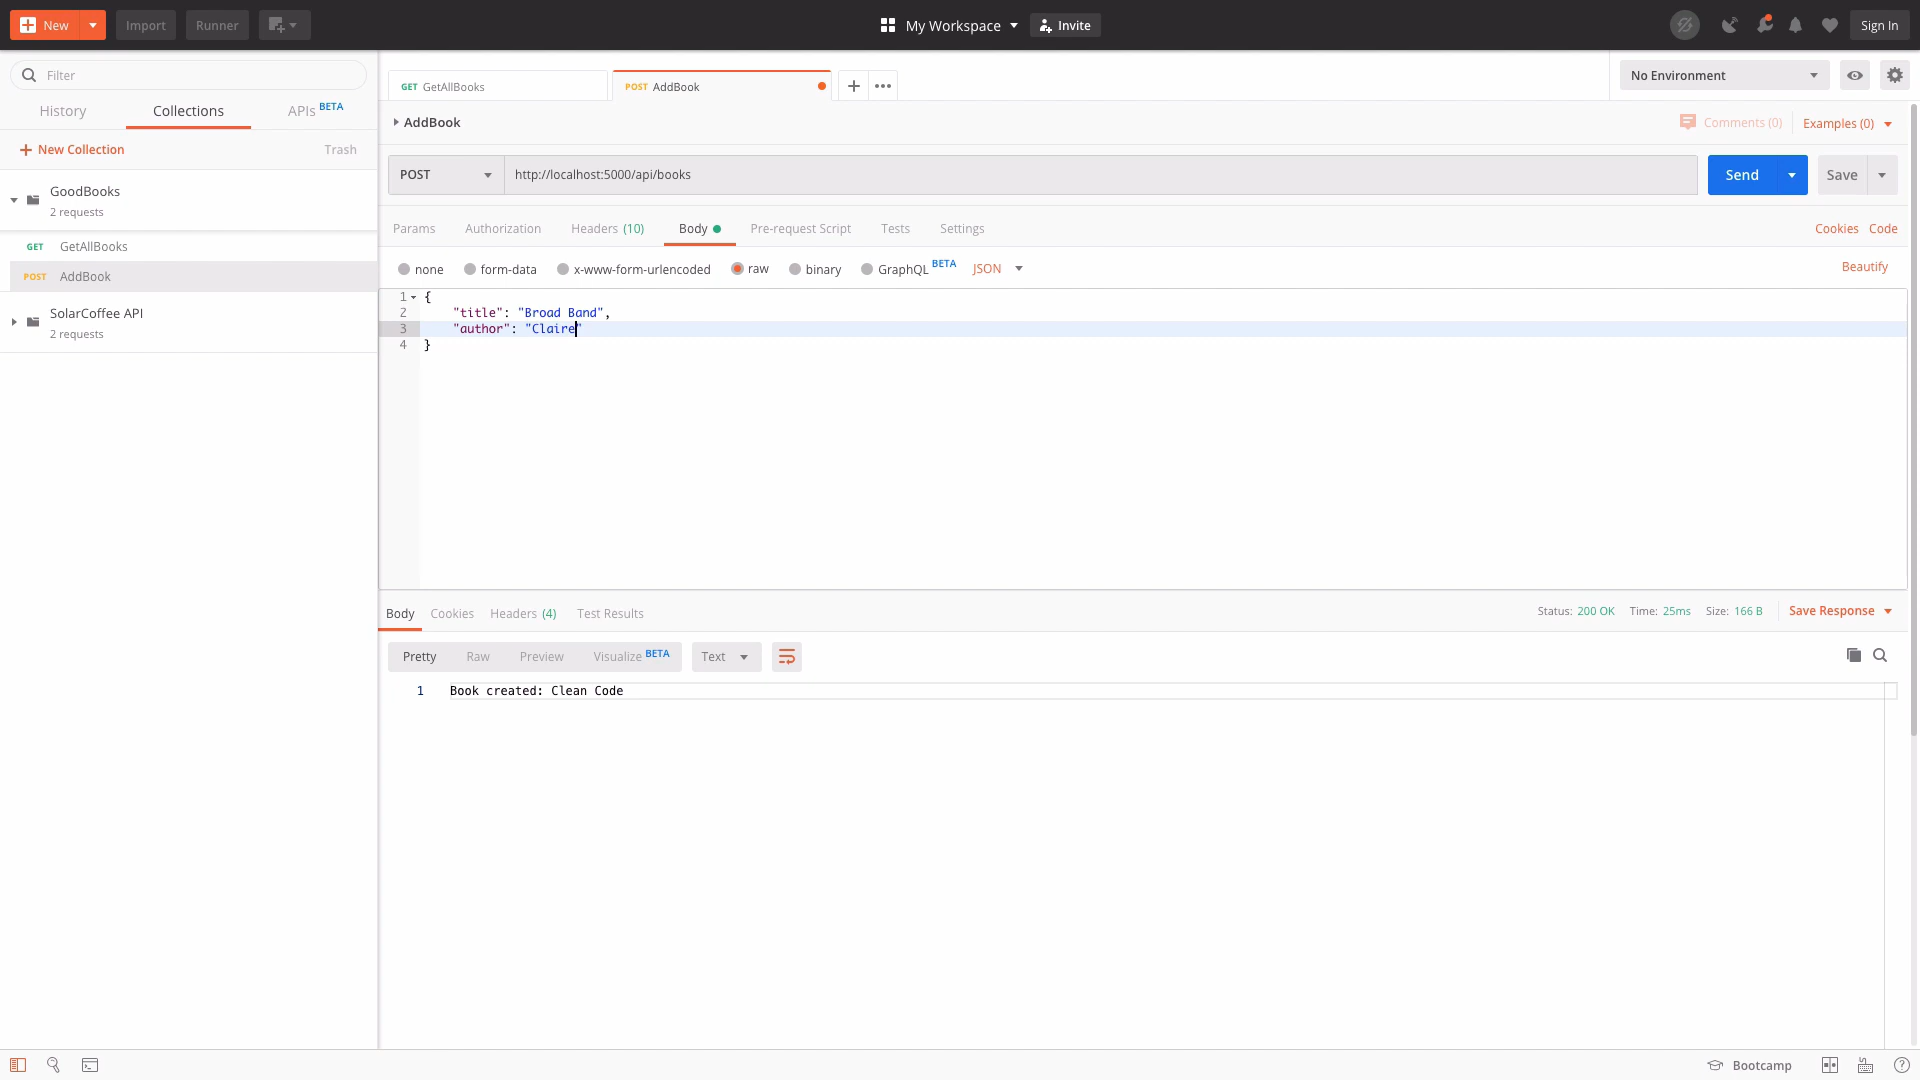 New
Import
Runner
My Workspace
Invite
Sign In
Filter
History
Collections
APIs BETA
New Collection
Trash
GoodBooks
2 requests
GET GetAllBooks
POST AddBook
SolarCoffee API
2 requests
GET GetAllBooks
POST AddBook
No Environment
AddBook
Comments (0)
Examples (0)
POST
http://localhost:5000/api/books
Send
Save
Params
Authorization
Headers (10)
Body
Pre-request Script
Tests
Settings
Cookies
Code
none
form-data
x-www-form-urlencoded
raw
binary
GraphQL BETA
JSON
Beautify
1 {
2 "title": "Broad Band",
3 "author": "Claire"
4 }
Body
Cookies
Headers (4)
Test Results
Status: 200 OK
Time: 25ms
Size: 166 B
Save Response
Pretty
Raw
Preview
Visualize BETA
Text
1 Book created: Clean Code
Bootcamp